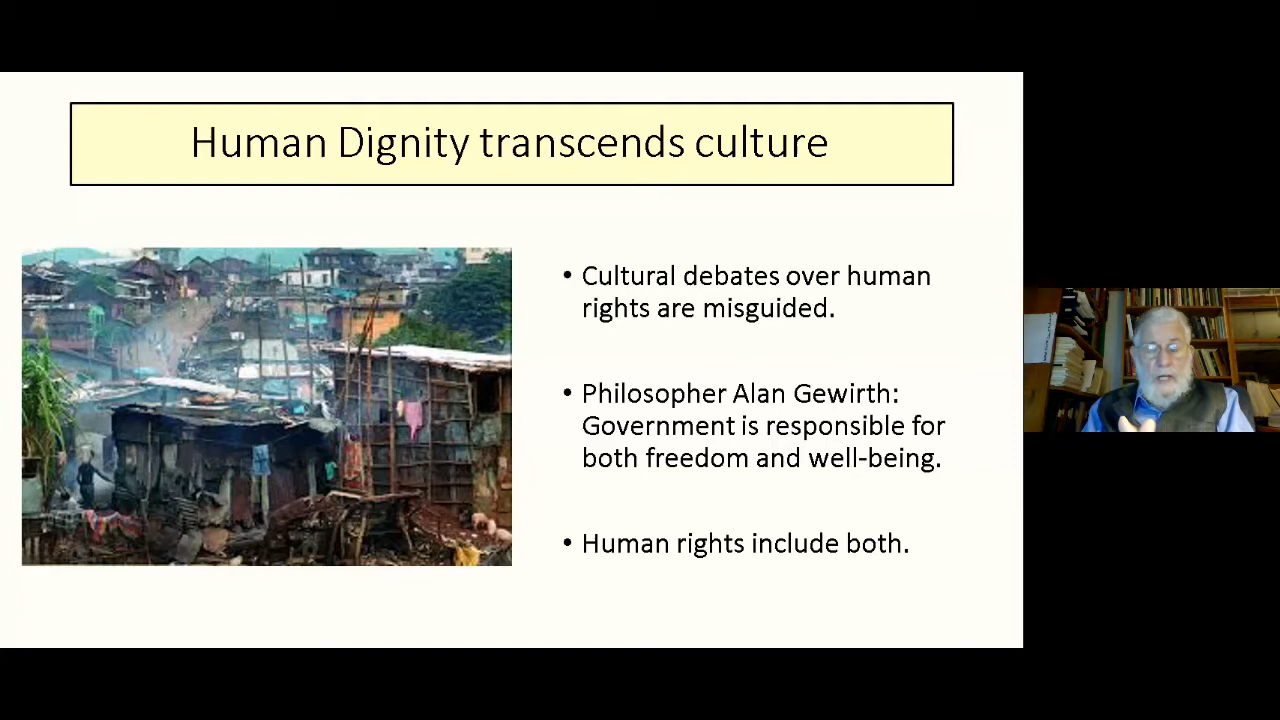 Human Dignity transcends culture
• Cultural debates over human
rights are misguided.
• Philosopher Alan Gewirth:
Government is responsible for
both freedom and well-being.
• Human rights include both.